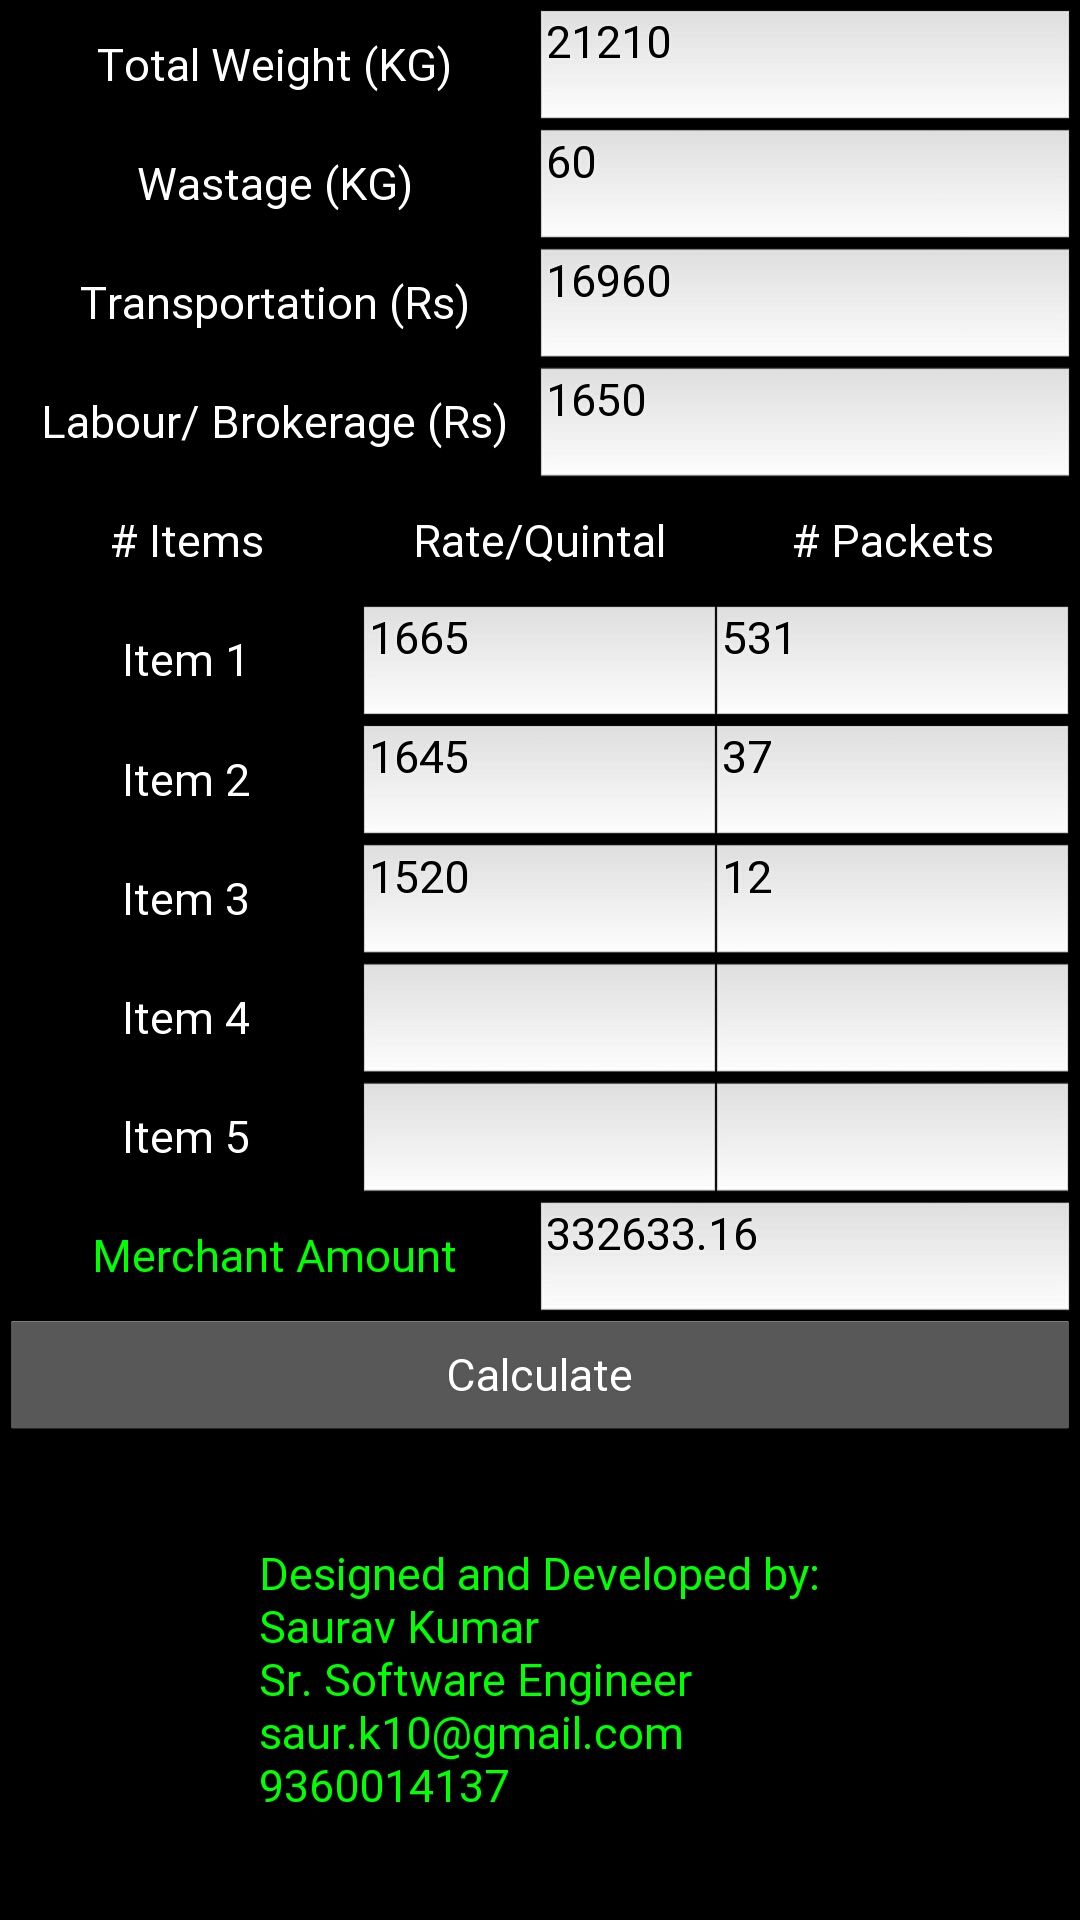 Total Weight (KG) 21210
Wastage (KG) 60
Transportation (Rs) 16960
Labour/ Brokerage (Rs) 1650
# Items Rate/Quintal # Packets
Item 1 1665 531
Item 2 1645 37
Item 3 1520 12
Item 4
Item 5
Merchant Amount 332633.16
Calculate
Designed and Developed by:
Saurav Kumar
Sr. Software Engineer
saur.k10@gmail.com
9360014137